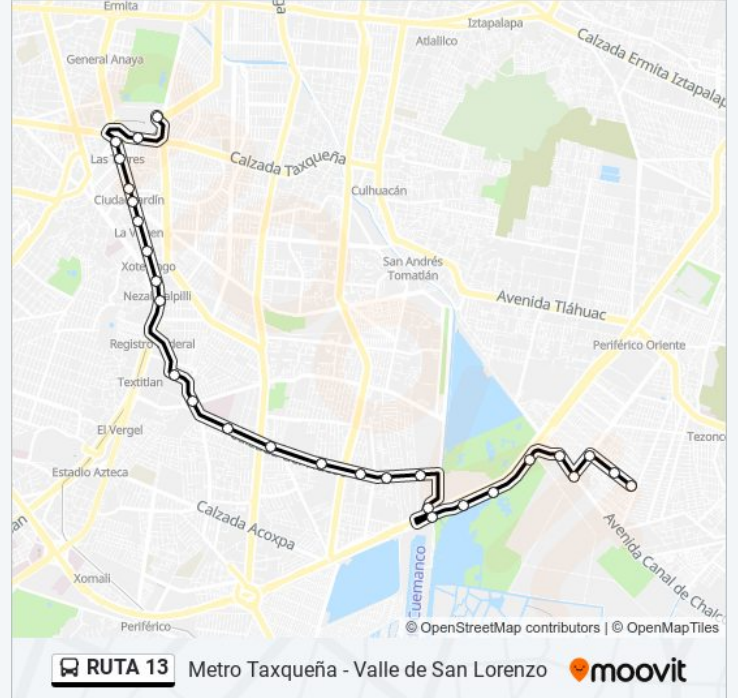 Ermita
Iztapalapa
Atlalilco
Calzada Ermita Iztapalap
General Anaya
Las Torres
Calzada Taxqueña
Culhuacán
Ciudad Jardín
La Virgen
San Andrés
Tomatlán
Xotepingo
Nezahualpilli
Avenida Tláhuac
Registro Federal
Periférico Oriente
Textitlan
El Vergel
Tezonc
Estadio Azteca
Calzada Acoxpa
Avenida Canal de Chalco
Cuemanco
Xomali
Periférico
© OpenStreetMap contributors | © OpenMapTiles
RUTA 13 Metro Taxqueña - Valle de San Lorenzo moovit